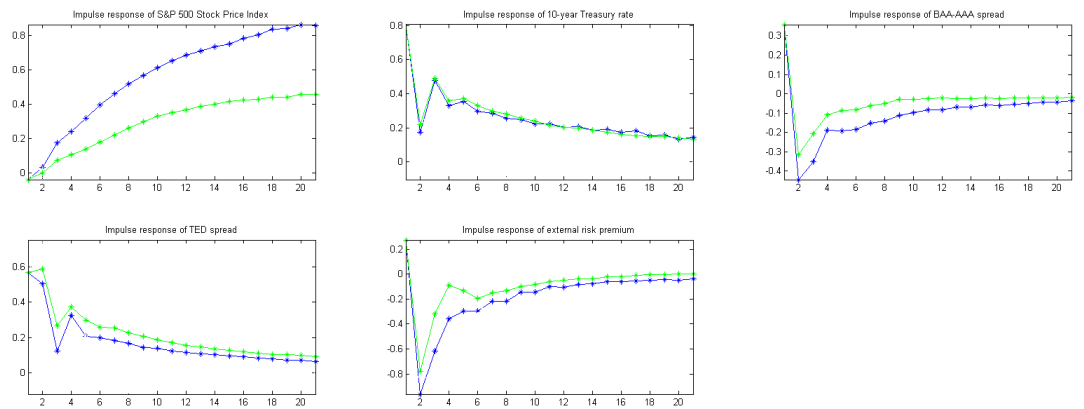 Impulse response of S&P 500 Stock Price Index
0.8
0.6
0.4
0.2
0
2 4 6 8 10 12 14 16 18 20
Impulse response of 10-year Treasury rate
0.8
0.6
0.4
0.2
0
2 4 6 8 10 12 14 16 18 20
Impulse response of BAA-AAA spread
0.3
0.2
0.1
0
-0.1
-0.2
-0.3
-0.4
2 4 6 8 10 12 14 16 18 20
Impulse response of TED spread
0.6
0.4
0.2
0
2 4 6 8 10 12 14 16 18 20
Impulse response of external risk premium
0.2
0
-0.2
-0.4
-0.6
-0.8
2 4 6 8 10 12 14 16 18 20